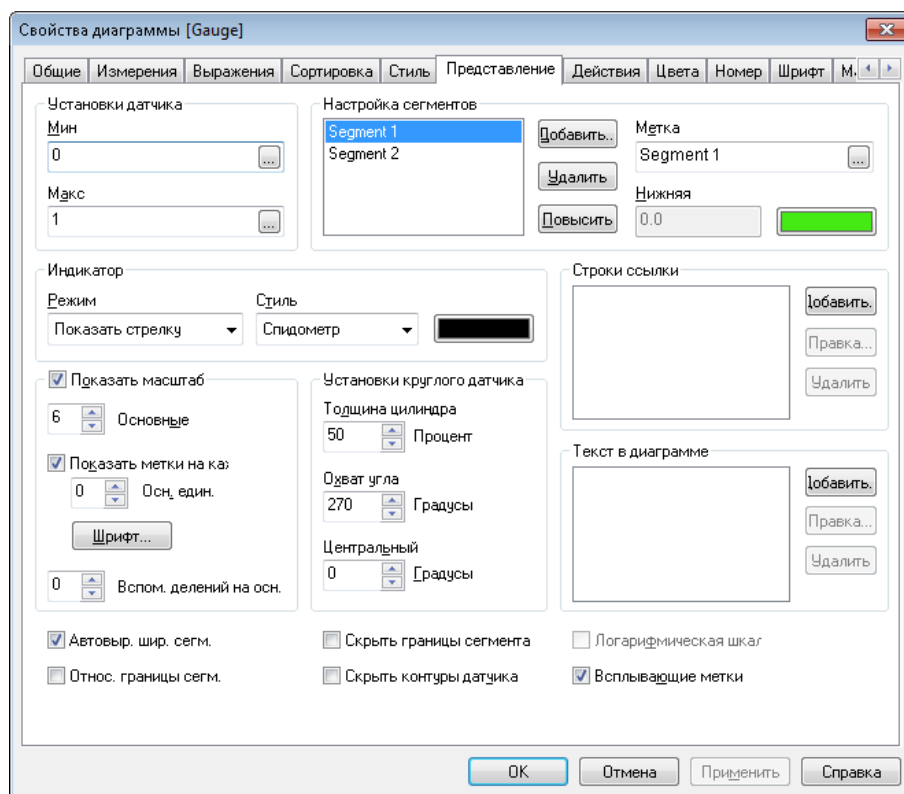 Свойства диаграммы [Gauge]
Общие Измерения Выражения Сортировка Стиль Представление Действия Цвета Номер Шрифт М
Установки датчика
Мин
0
...
Макс
1
...
Настройка сегментов
Segment 1
Segment 2
Добавить..
Удалить
Повысить
Метка
Segment 1
...
Нижняя
0.0
Индикатор
Режим
Показать стрелку
Стиль
Спидометр
Строки ссылки
Добавить.
Правка...
Удалить
Показать масштаб
6 Основные
Показать метки на ка
0 Осн. един.
Шрифт...
0 Вспом. делений на осн.
Установки круглого датчика
Толщина цилиндра
50 Процент
Охват угла
270 Градусы
Центральный
0 Градусы
Текст в диаграмме
Добавить.
Правка...
Удалить
Автовыр. шир. сегм.
Скрыть границы сегмента
Логарифмическая шкал
Относ. границы сегм.
Скрыть контуры датчика
Всплывающие метки
OK Отмена Применить Справка